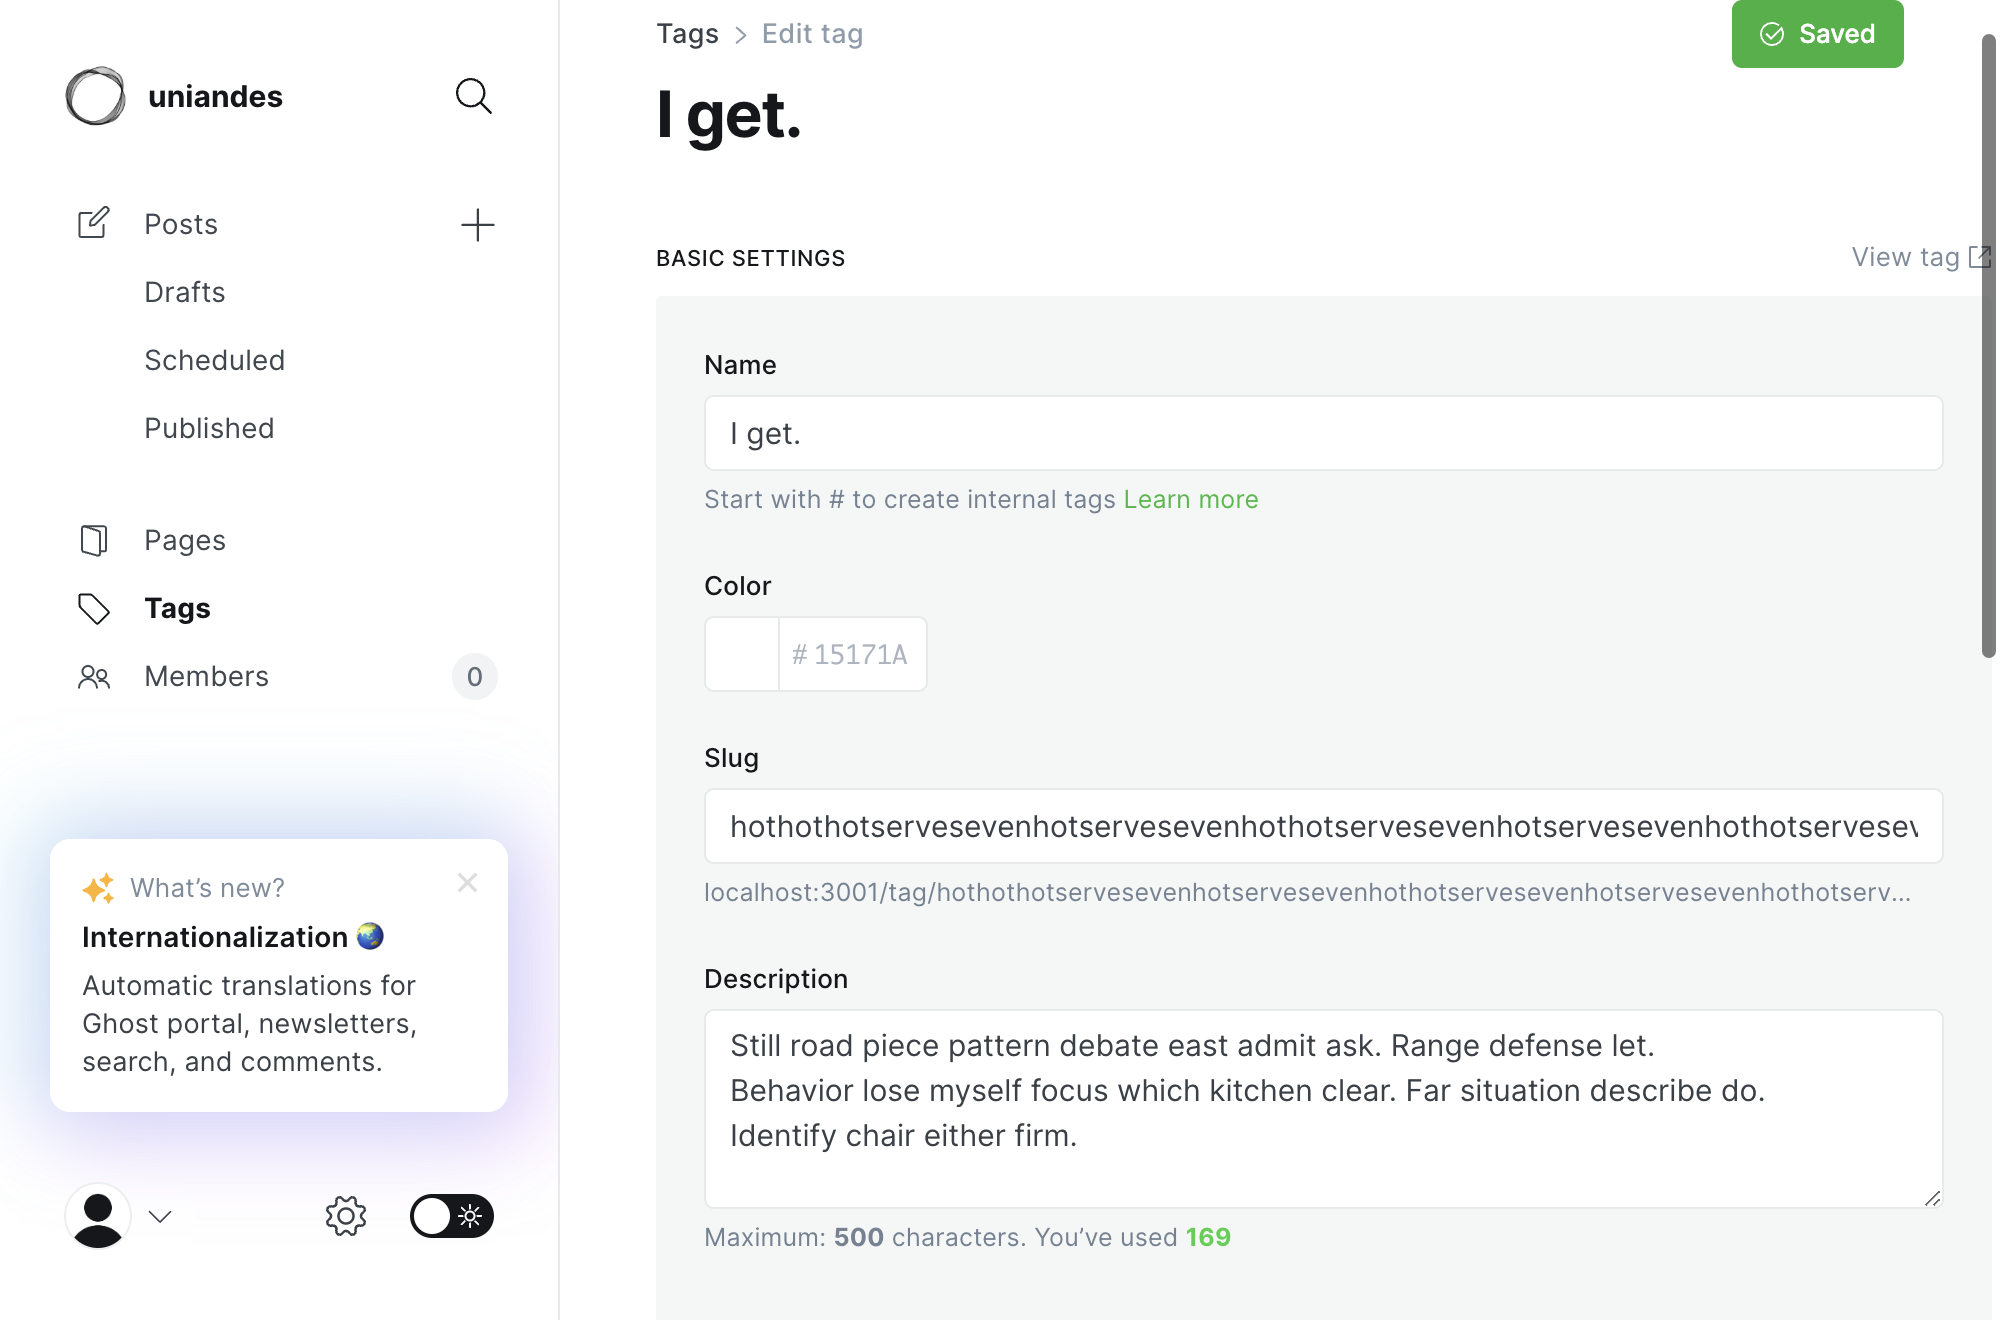 uniandes
Posts
Drafts
Scheduled
Published
Pages
Tags
Members
0
What's new?
Internationalization
Automatic translations for
Ghost portal, newsletters,
search, and comments.
Tags > Edit tag
Saved
I get.
BASIC SETTINGS
View tag
Name
I get.
Start with # to create internal tags Learn more
Color
# 15171A
Slug
hothothotservesevenhotservesevenhothotservesevenhotservesevenhothotservesev
localhost:3001/tag/hothothotservesevenhotservesevenhothotservesevenhotservesevenhothotserv...
Description
Still road piece pattern debate east admit ask. Range defense let.
Behavior lose myself focus which kitchen clear. Far situation describe do.
Identify chair either firm.
Maximum: 500 characters. You've used 169